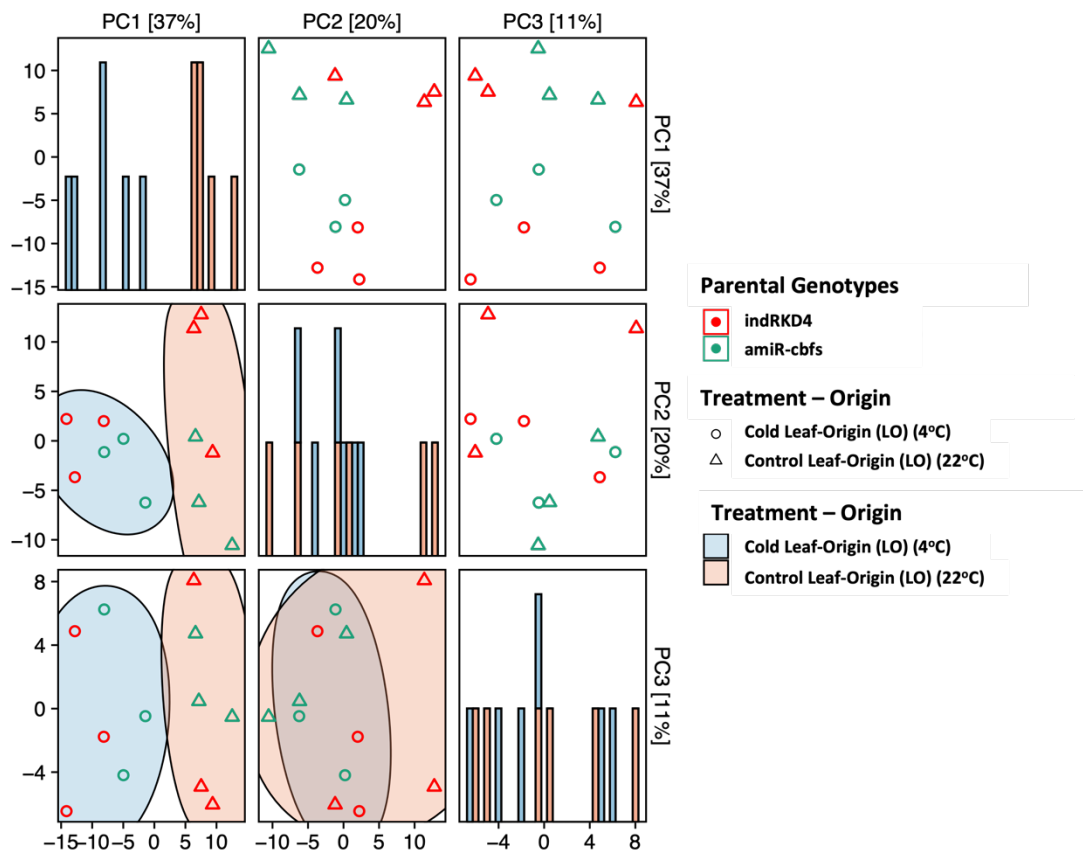 PC1 [37%] PC2 [20%] PC3 [11%]
10
5
0
−5
−10
−15
PC1 [37%]
10
5
0
−5
−10
PC2 [20%]
8
4
0
−4
PC3 [11%]
−15 −10 −5 0 5 10
−10 −5 0 5 10
−4 0 4 8
Parental Genotypes
indRKD4
amiR-cbfs
Treatment – Origin
Cold Leaf-Origin (LO) (4°C)
Control Leaf-Origin (LO) (22°C)
Treatment – Origin
Cold Leaf-Origin (LO) (4°C)
Control Leaf-Origin (LO) (22°C)